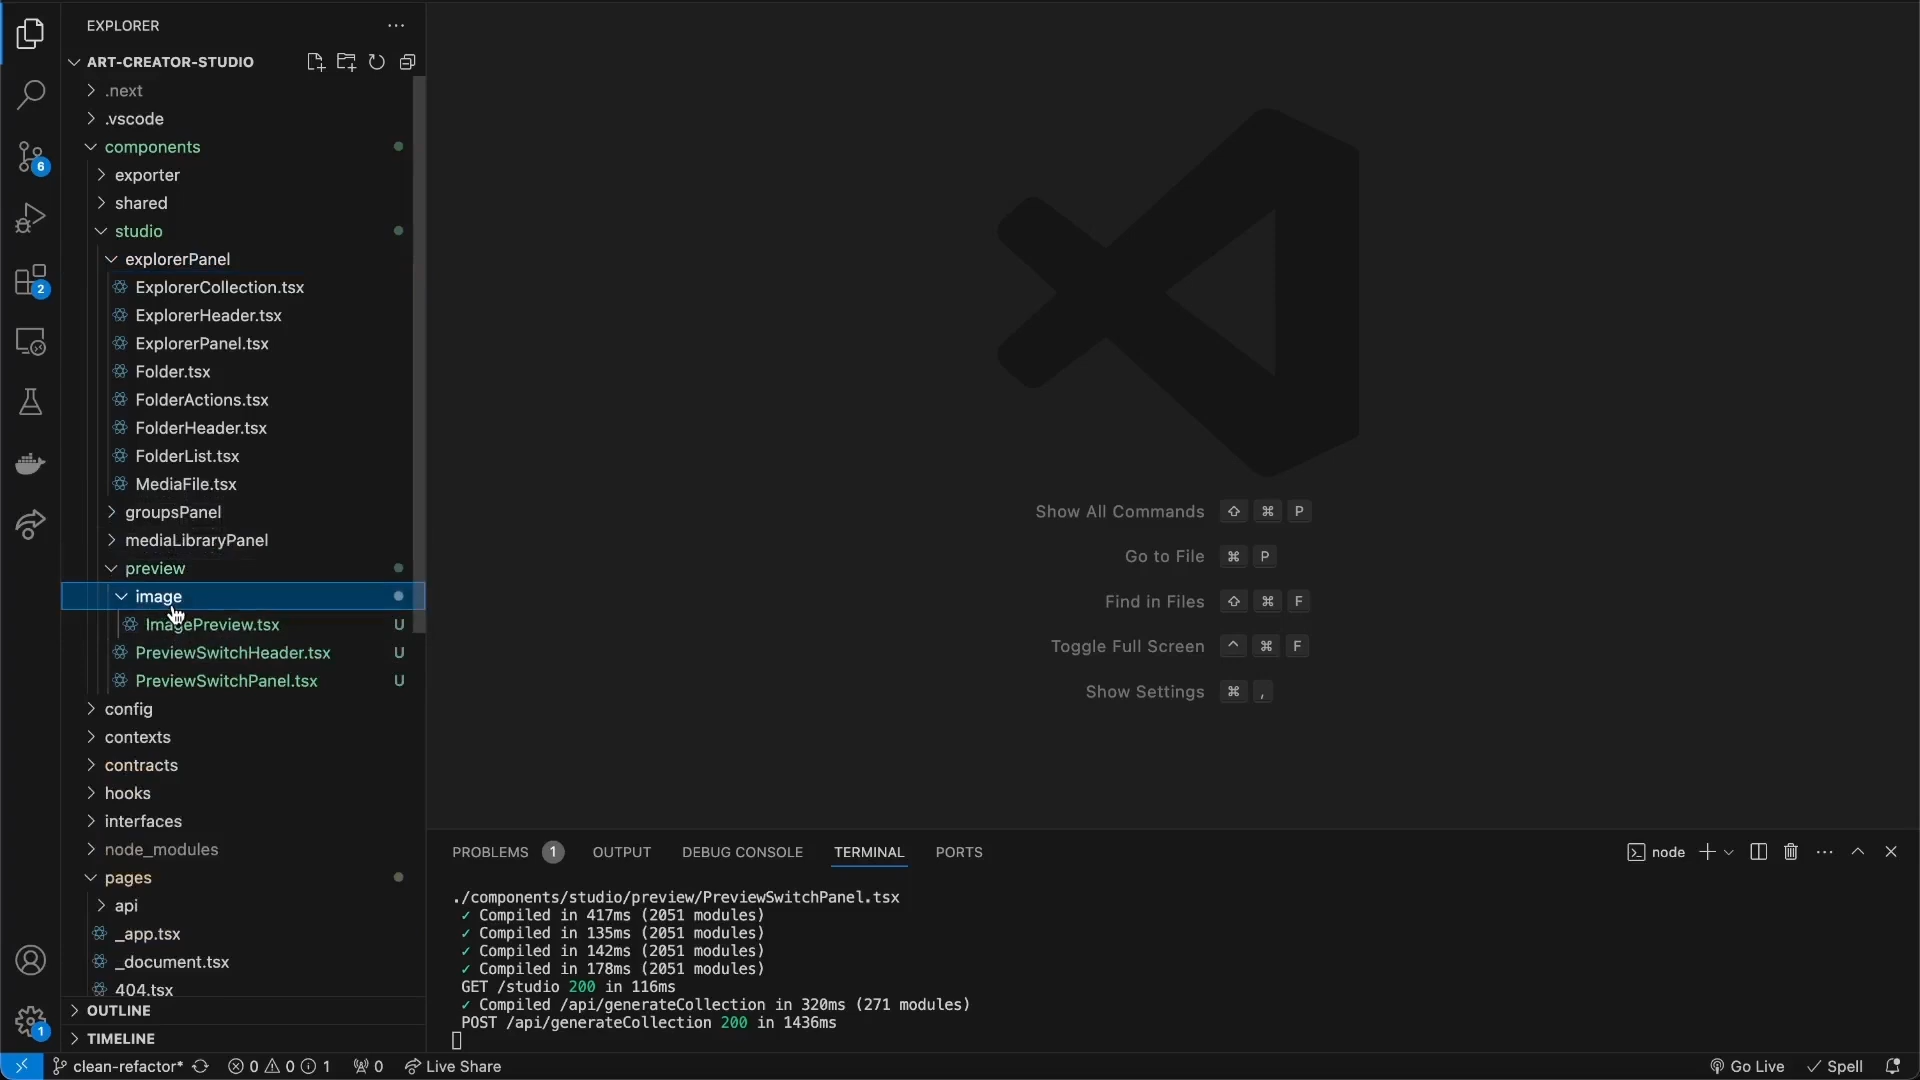 EXPLORER
ART-CREATOR-STUDIO
.next
.vscode
components
exporter
shared
6
studio
explorerPanel
ExplorerCollection.tsx
2
ExplorerHeader.tsx
ExplorerPanel.tsx
Folder.tsx
FolderActions.tsx
FolderHeader.tsx
FolderList.tsx
MediaFile.tsx
groupsPanel
mediaLibraryPanel
preview
image
ImagePreview.tsx U
PreviewSwitchHeader.tsx U
PreviewSwitchPanel.tsx U
config
contexts
contracts
hooks
interfaces
node_modules
pages
api
_app.tsx
_document.tsx
404.tsx
OUTLINE
1
TIMELINE
Show All Commands ⇧ ⌘ P
Go to File ⌘ P
Find in Files ⇧ ⌘ F
Toggle Full Screen ^ ⌘ F
Show Settings ⌘ ,
PROBLEMS 1 OUTPUT DEBUG CONSOLE TERMINAL PORTS node
./components/studio/preview/PreviewSwitchPanel.tsx
✓ Compiled in 417ms (2051 modules)
✓ Compiled in 135ms (2051 modules)
✓ Compiled in 142ms (2051 modules)
✓ Compiled in 178ms (2051 modules)
GET /studio 200 in 116ms
✓ Compiled /api/generateCollection in 320ms (271 modules)
POST /api/generateCollection 200 in 1436ms
clean-refactor* 0 0 1 0 Live Share Go Live ✓ Spell